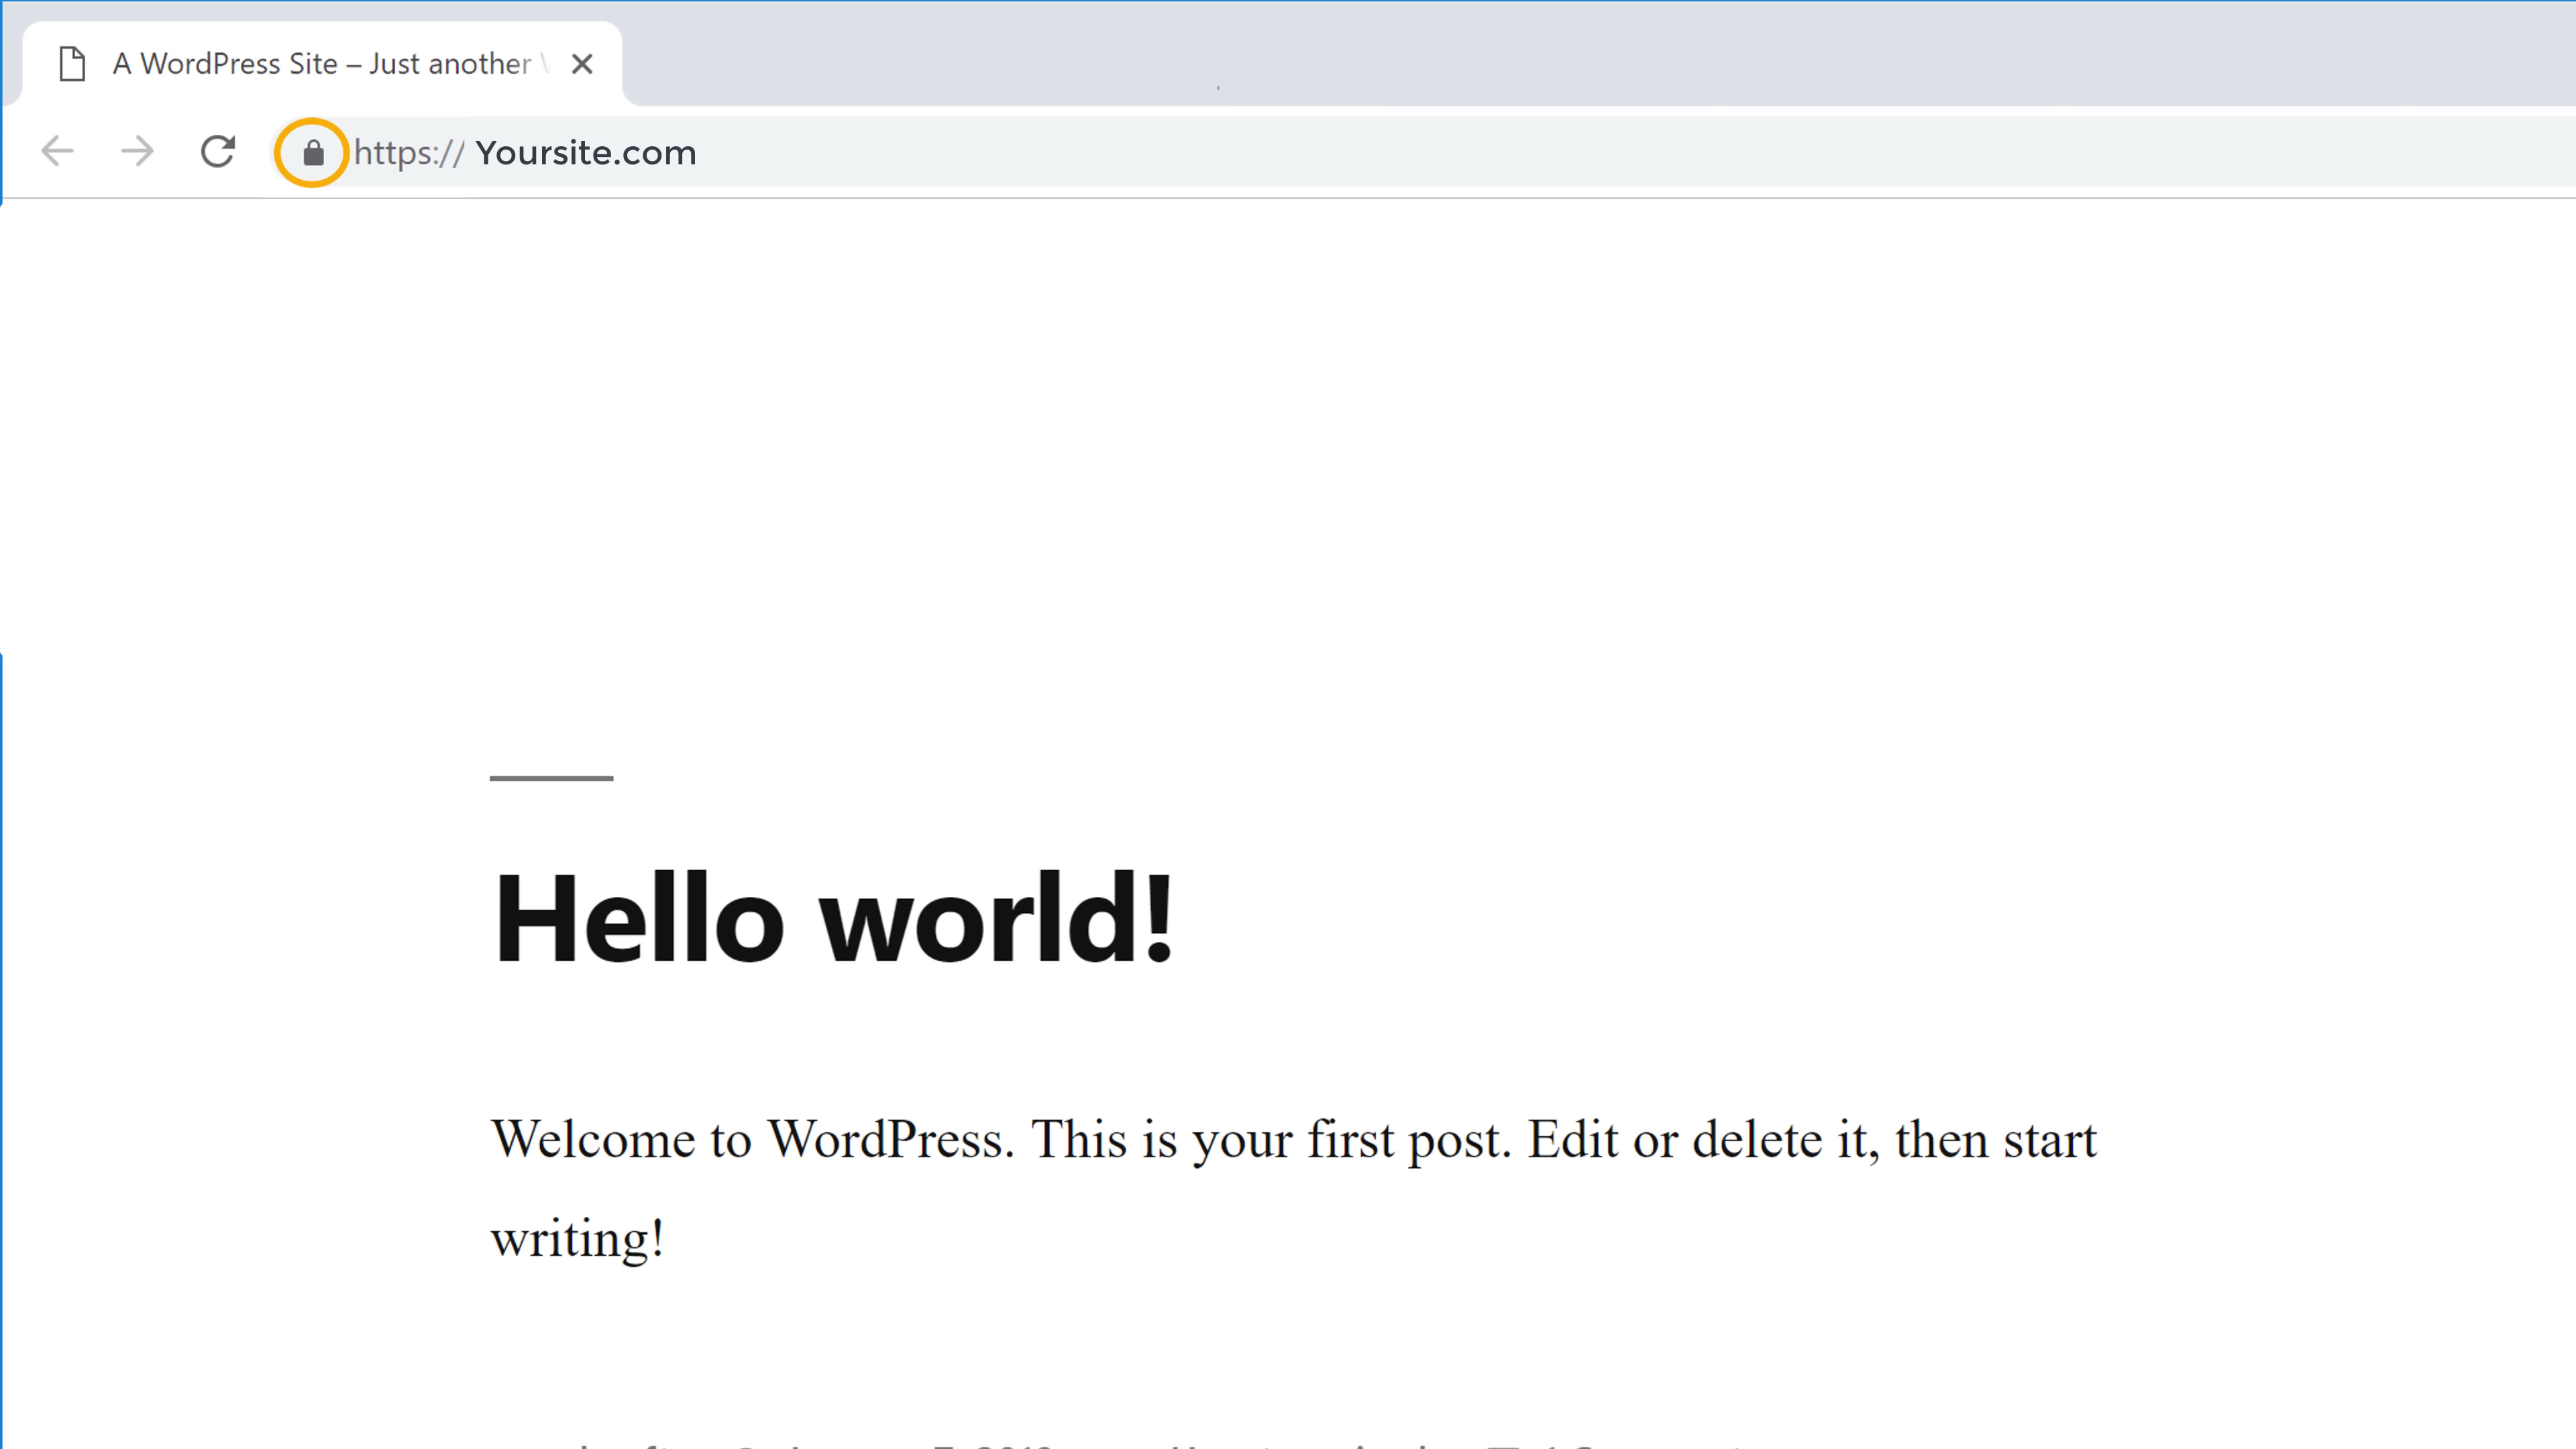 A WordPress Site – Just another
https:// Yoursite.com
Hello world!
Welcome to WordPress. This is your first post. Edit or delete it, then start
writing!